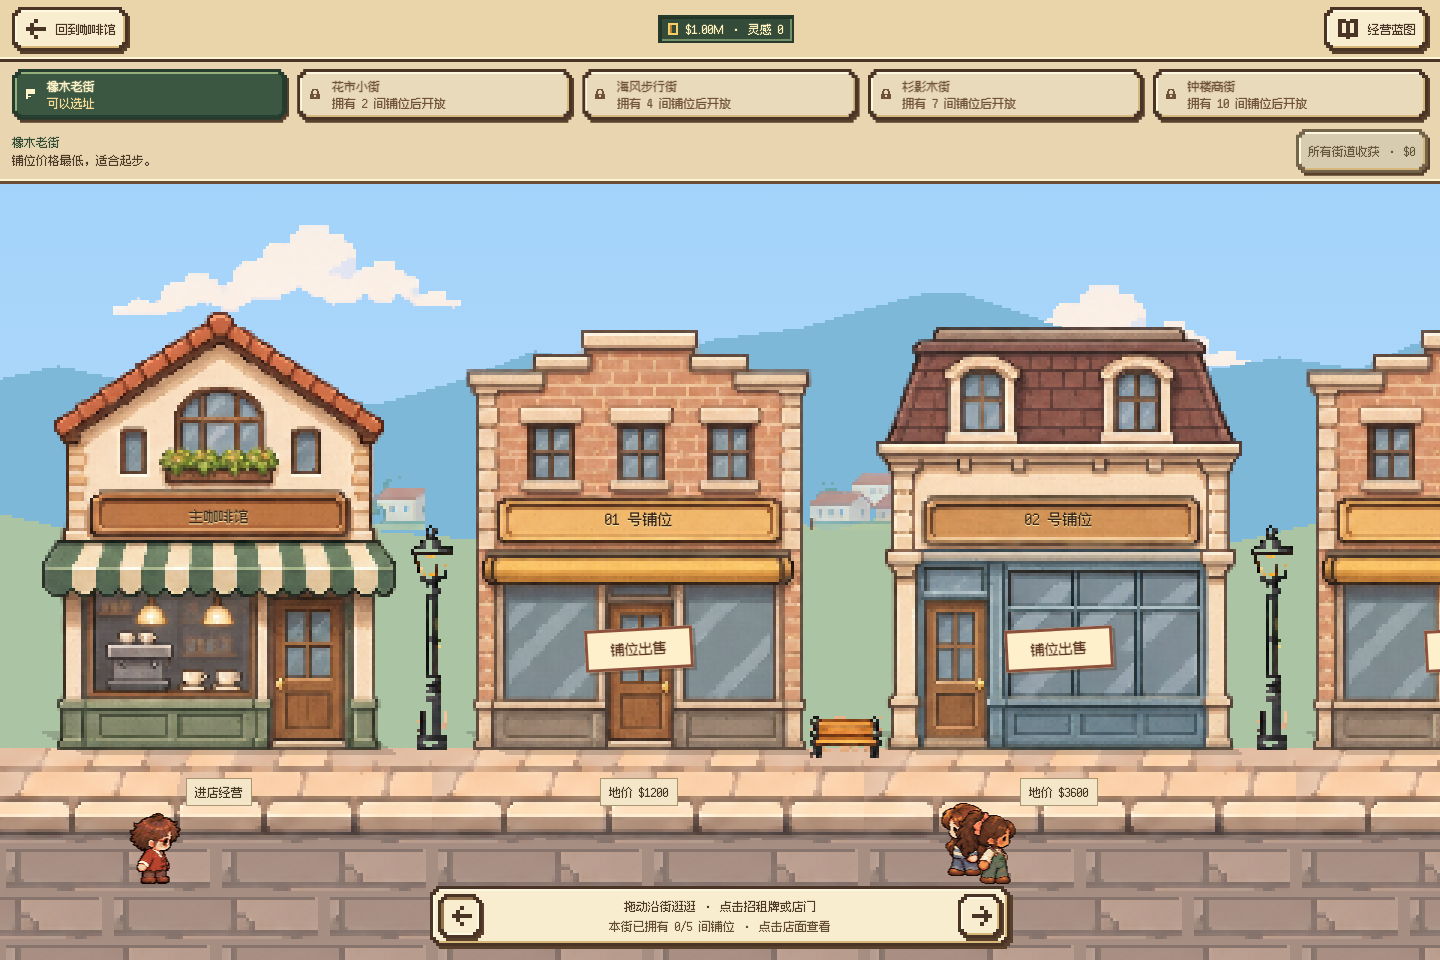 回到咖啡馆
$1.00M · 灵感 0
经营蓝图
橡木老街
可以选址
花市小街
拥有 2 间铺位后开放
海风步行街
拥有 4 间铺位后开放
杉影木街
拥有 7 间铺位后开放
钟楼商街
拥有 10 间铺位后开放
橡木老街
铺位价格最低，适合起步。
所有街道收获 · $0
主咖啡馆
01 号铺位
02 号铺位
铺位出售
铺位出售
进店经营
地价 $1200
地价 $3600
拖动沿街逛逛 · 点击招租牌或店门
本街已拥有 0/5 间铺位 · 点击店面查看